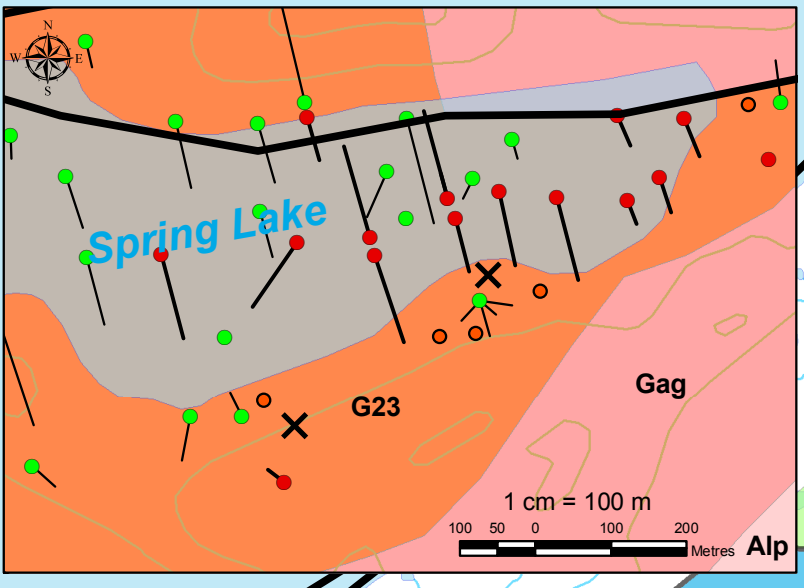 N
W E
S
Spring Lake
Gag
G23
1 cm = 100 m
100 50 0 100 200
Metres
Alp